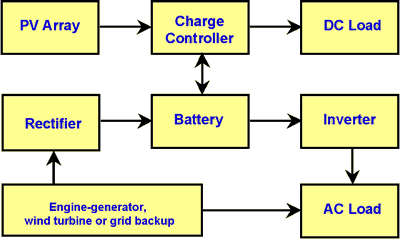 PV Array
Charge
Controller
DC Load
Rectifier
Battery
Inverter
Engine-generator,
wind turbine or grid backup
AC Load